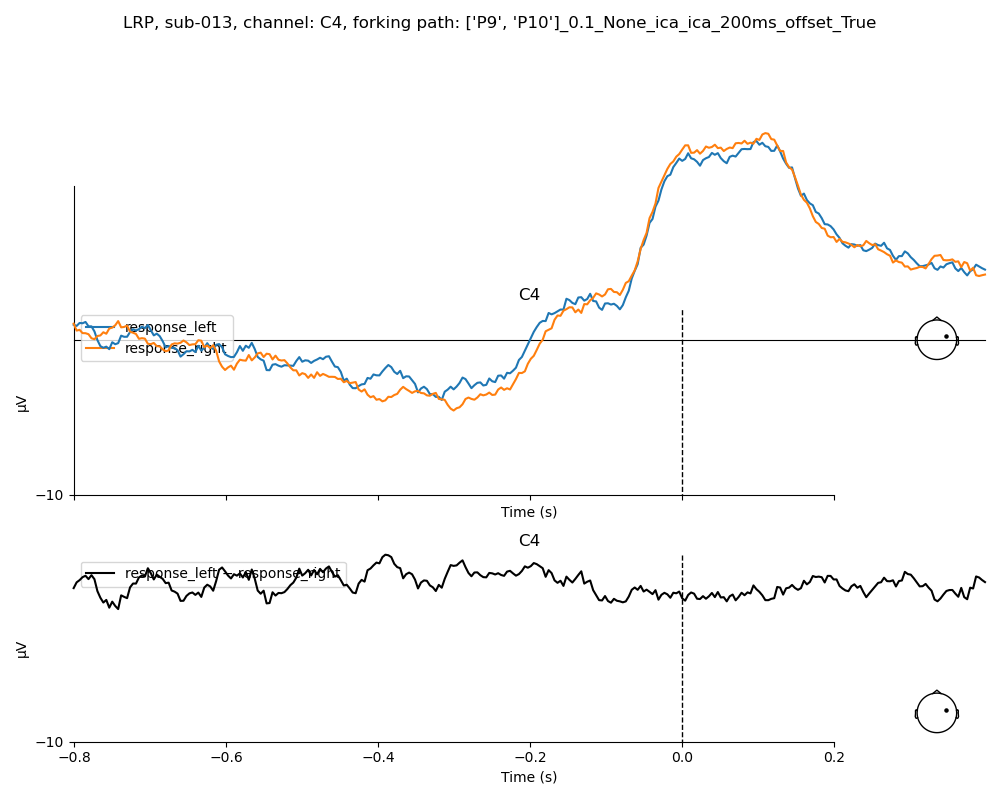 LRP, sub-013, channel: C4, forking path: ['P9', 'P10']_0.1_None_ica_ica_200ms_offset_True
C4
response_left
response_right
µV
−10
Time (s)
C4
response_left − response_right
µV
−10
−0.8
−0.6
−0.4
−0.2
0.0
0.2
Time (s)